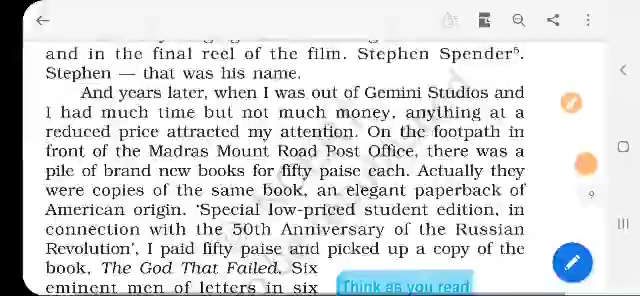 and in the final reel of the film. Stephen Spender⁵.
Stephen — that was his name.
And years later, when I was out of Gemini Studios and
I had much time but not much money, anything at a
reduced price attracted my attention. On the footpath in
front of the Madras Mount Road Post Office, there was a
pile of brand new books for fifty paise each. Actually they
were copies of the same book, an elegant paperback of
American origin. ‘Special low-priced student edition, in
connection with the 50th Anniversary of the Russian
Revolution’, I paid fifty paise and picked up a copy of the
book, The God That Failed. Six
eminent men of letters in six
Think as you read
9